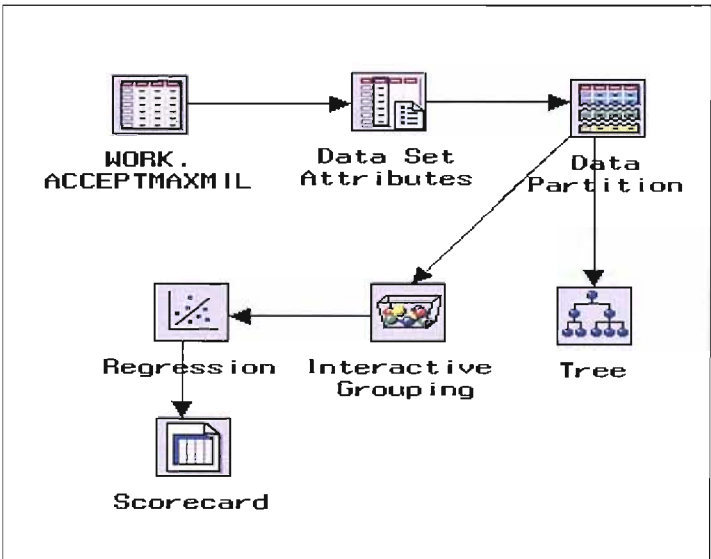 WORK.
ACCEPTMAXMIL
Data Set
Attributes
Data
Partition
Regression
Interactive
Grouping
Tree
Scorecard